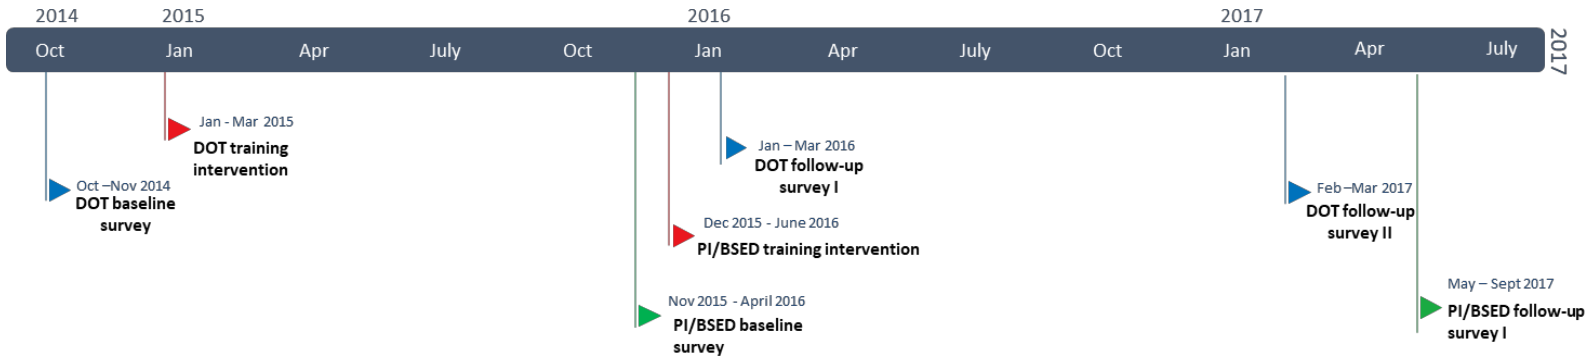 2014 2015 2016 2017
Oct Jan Apr July Oct Jan Apr July Oct Jan Apr July
2017
Jan - Mar 2015
DOT training
intervention
Oct –Nov 2014
DOT baseline
survey
Jan – Mar 2016
DOT follow-up
survey I
Dec 2015 - June 2016
PI/BSED training intervention
Nov 2015 - April 2016
PI/BSED baseline
survey
Feb –Mar 2017
DOT follow-up
survey II
May – Sept 2017
PI/BSED follow-up
survey I